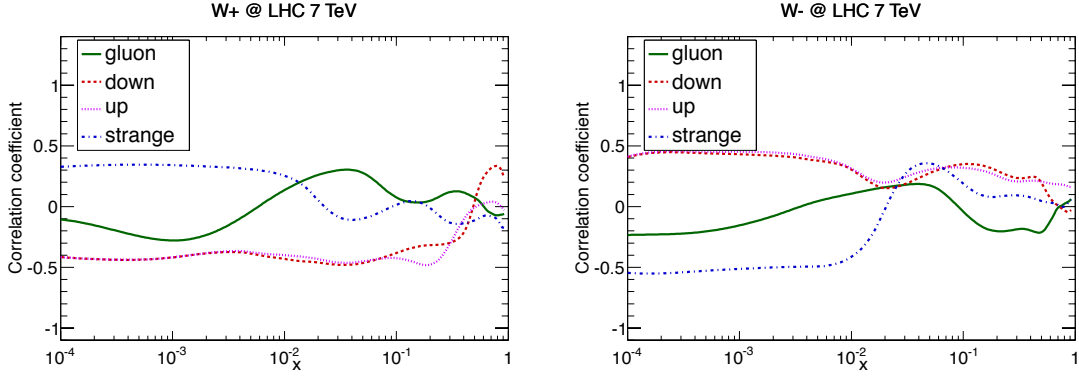 W+ @ LHC 7 TeV
Correlation coefficient
1
0.5
0
-0.5
-1
gluon
down
up
strange
10-4
10-3
10-2
10-1
1
x
W- @ LHC 7 TeV
Correlation coefficient
1
0.5
0
-0.5
-1
gluon
down
up
strange
10-4
10-3
10-2
10-1
1
x